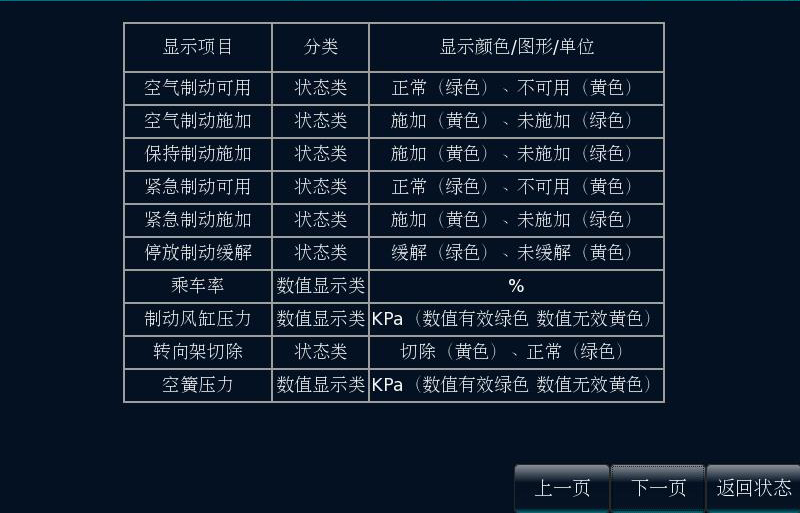 显示项目 分类 显示颜色/图形/单位
空气制动可用 状态类 正常（绿色）、不可用（黄色）
空气制动施加 状态类 施加（黄色）、未施加（绿色）
保持制动施加 状态类 施加（黄色）、未施加（绿色）
紧急制动可用 状态类 正常（绿色）、不可用（黄色）
紧急制动施加 状态类 施加（黄色）、未施加（绿色）
停放制动缓解 状态类 缓解（绿色）、未缓解（黄色）
乘车率 数值显示类 %
制动风缸压力 数值显示类 KPa（数值有效绿色 数值无效黄色）
转向架切除 状态类 切除（黄色）、正常（绿色）
空簧压力 数值显示类 KPa（数值有效绿色 数值无效黄色）
上一页 下一页 返回状态